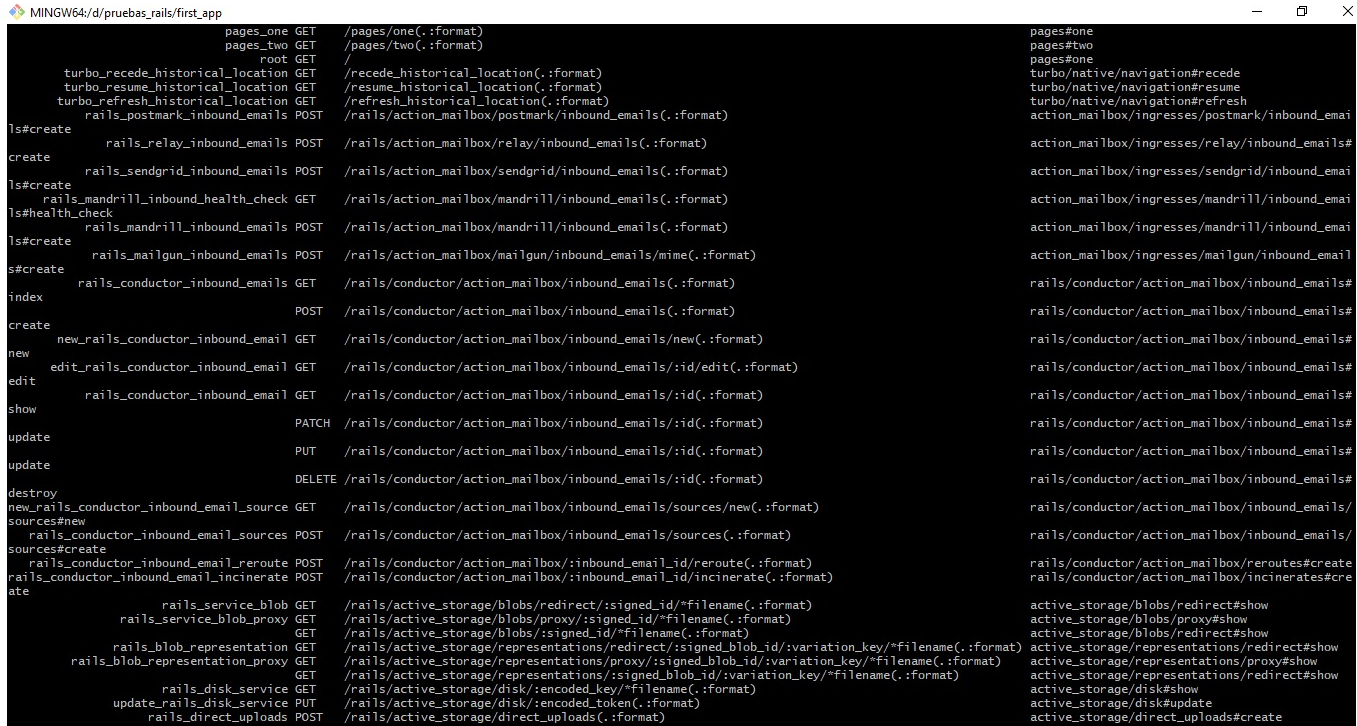 MINGW64:/d/pruebas_rails/first_app
pages_one GET /pages/one(.:format) pages#one
pages_two GET /pages/two(.:format) pages#two
root GET / pages#one
turbo_recede_historical_location GET /recede_historical_location(.:format) turbo/native/navigation#recede
turbo_resume_historical_location GET /resume_historical_location(.:format) turbo/native/navigation#resume
turbo_refresh_historical_location GET /refresh_historical_location(.:format) turbo/native/navigation#refresh
rails_postmark_inbound_emails POST /rails/action_mailbox/postmark/inbound_emails(.:format) action_mailbox/ingresses/postmark/inbound_emai
ls#create
rails_relay_inbound_emails POST /rails/action_mailbox/relay/inbound_emails(.:format) action_mailbox/ingresses/relay/inbound_emails#
create
rails_sendgrid_inbound_emails POST /rails/action_mailbox/sendgrid/inbound_emails(.:format) action_mailbox/ingresses/sendgrid/inbound_emai
ls#create
rails_mandrill_inbound_health_check GET /rails/action_mailbox/mandrill/inbound_emails(.:format) action_mailbox/ingresses/mandrill/inbound_emai
ls#health_check
rails_mandrill_inbound_emails POST /rails/action_mailbox/mandrill/inbound_emails(.:format) action_mailbox/ingresses/mandrill/inbound_emai
ls#create
rails_mailgun_inbound_emails POST /rails/action_mailbox/mailgun/inbound_emails/mime(.:format) action_mailbox/ingresses/mailgun/inbound_email
s#create
rails_conductor_inbound_emails GET /rails/conductor/action_mailbox/inbound_emails(.:format) rails/conductor/action_mailbox/inbound_emails#
index
POST /rails/conductor/action_mailbox/inbound_emails(.:format) rails/conductor/action_mailbox/inbound_emails#
create
new_rails_conductor_inbound_email GET /rails/conductor/action_mailbox/inbound_emails/new(.:format) rails/conductor/action_mailbox/inbound_emails#
new
edit_rails_conductor_inbound_email GET /rails/conductor/action_mailbox/inbound_emails/:id/edit(.:format) rails/conductor/action_mailbox/inbound_emails#
edit
rails_conductor_inbound_email GET /rails/conductor/action_mailbox/inbound_emails/:id(.:format) rails/conductor/action_mailbox/inbound_emails#
show
PATCH /rails/conductor/action_mailbox/inbound_emails/:id(.:format) rails/conductor/action_mailbox/inbound_emails#
update
PUT /rails/conductor/action_mailbox/inbound_emails/:id(.:format) rails/conductor/action_mailbox/inbound_emails#
update
DELETE /rails/conductor/action_mailbox/inbound_emails/:id(.:format) rails/conductor/action_mailbox/inbound_emails#
destroy
new_rails_conductor_inbound_email_source GET /rails/conductor/action_mailbox/inbound_emails/sources/new(.:format) rails/conductor/action_mailbox/inbound_emails/
sources#new
rails_conductor_inbound_email_sources POST /rails/conductor/action_mailbox/inbound_emails/sources(.:format) rails/conductor/action_mailbox/inbound_emails/
sources#create
rails_conductor_inbound_email_reroute POST /rails/conductor/action_mailbox/:inbound_email_id/reroute(.:format) rails/conductor/action_mailbox/reroutes#create
rails_conductor_inbound_email_incinerate POST /rails/conductor/action_mailbox/:inbound_email_id/incinerate(.:format) rails/conductor/action_mailbox/incinerates#cre
ate
rails_service_blob GET /rails/active_storage/blobs/redirect/:signed_id/*filename(.:format) active_storage/blobs/redirect#show
rails_service_blob_proxy GET /rails/active_storage/blobs/proxy/:signed_id/*filename(.:format) active_storage/blobs/proxy#show
GET /rails/active_storage/blobs/:signed_id/*filename(.:format) active_storage/blobs/redirect#show
rails_blob_representation GET /rails/active_storage/representations/redirect/:signed_blob_id/:variation_key/*filename(.:format) active_storage/representations/redirect#show
rails_blob_representation_proxy GET /rails/active_storage/representations/proxy/:signed_blob_id/:variation_key/*filename(.:format) active_storage/representations/proxy#show
GET /rails/active_storage/representations/:signed_blob_id/:variation_key/*filename(.:format) active_storage/representations/redirect#show
rails_disk_service GET /rails/active_storage/disk/:encoded_key/*filename(.:format) active_storage/disk#show
update_rails_disk_service PUT /rails/active_storage/disk/:encoded_token(.:format) active_storage/disk#update
rails_direct_uploads POST /rails/active_storage/direct_uploads(.:format) active_storage/direct_uploads#create